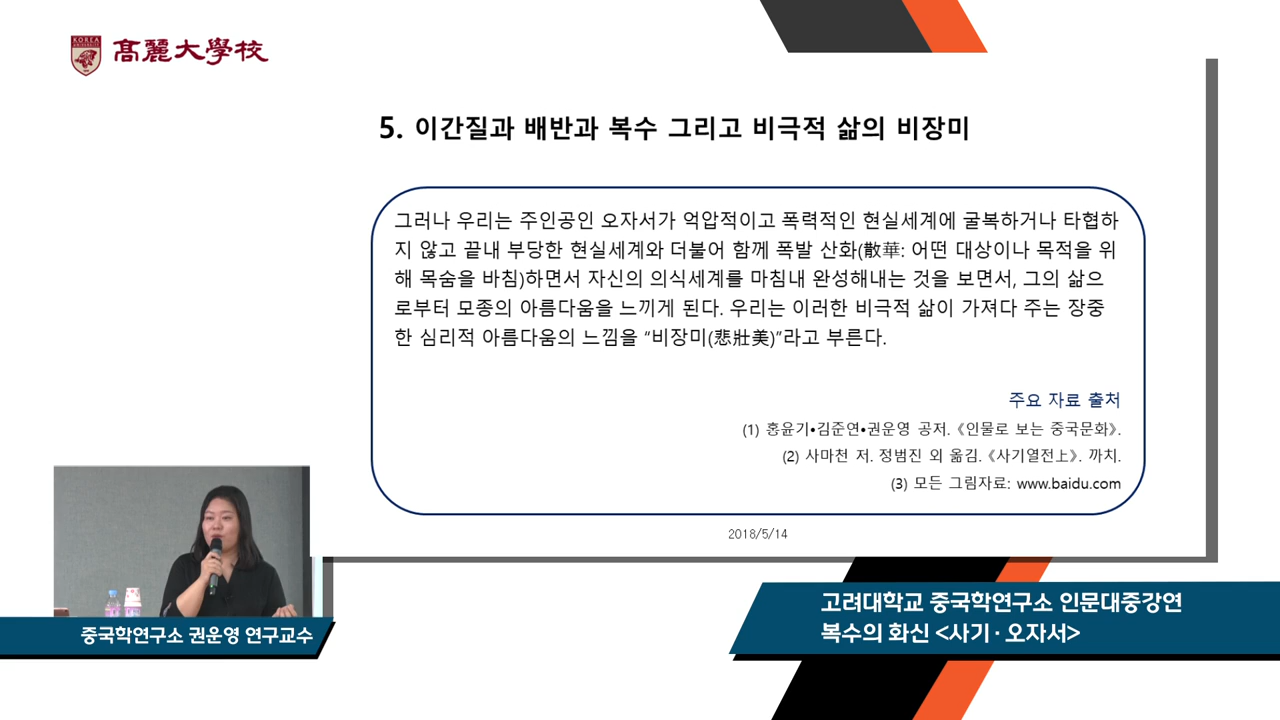 KOREA
UNIVERSITY
高麗大學校
5. 이간질과 배반과 복수 그리고 비극적 삶의 비장미
그러나 우리는 주인공인 오자서가 억압적이고 폭력적인 현실세계에 굴복하거나 타협하
지 않고 끝내 부당한 현실세계와 더불어 함께 폭발 산화(散華: 어떤 대상이나 목적을 위
해 목숨을 바침)하면서 자신의 의식세계를 마침내 완성해내는 것을 보면서, 그의 삶으
로부터 모종의 아름다움을 느끼게 된다. 우리는 이러한 비극적 삶이 가져다 주는 장중
한 심리적 아름다움의 느낌을 “비장미(悲壯美)”라고 부른다.
주요 자료 출처
(1) 홍윤기•김준연•권운영 공저.《인물로 보는 중국문화》.
(2) 사마천 저. 정범진 외 옮김.《사기열전上》. 까치.
(3) 모든 그림자료: www.baidu.com
2018/5/14
중국학연구소 권운영 연구교수
고려대학교 중국학연구소 인문대중강연
복수의 화신 <사기·오자서>